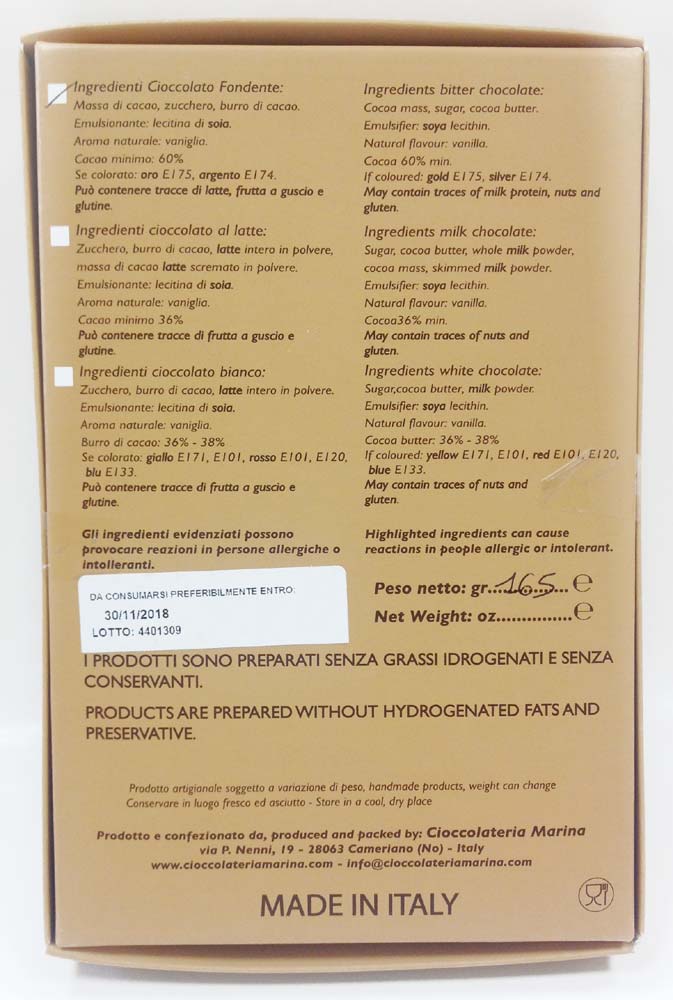 Ingredienti Cioccolato Fondente:
Massa di cacao, zucchero, burro di cacao.
Emulsionante: lecitina di soia.
Aroma naturale: vaniglia.
Cacao minimo: 60%
Se colorato: oro E175, argento E174.
Può contenere tracce di latte, frutta a guscio e
glutine.
Ingredients bitter chocolate:
Cocoa mass, sugar, cocoa butter.
Emulsifier: soya lecithin.
Natural flavour: vanilla.
Cocoa 60% min.
If coloured: gold E175, silver E174.
May contain traces of milk protein, nuts and
gluten.
Ingredienti cioccolato al latte:
Zucchero, burro di cacao, latte intero in polvere,
massa di cacao latte scremato in polvere.
Emulsionante: lecitina di soia.
Aroma naturale: vaniglia.
Cacao minimo 36%
Può contenere tracce di frutta a guscio e
glutine.
Ingredients milk chocolate:
Sugar, cocoa butter, whole milk powder,
cocoa mass, skimmed milk powder.
Emulsifier: soya lecithin.
Natural flavour: vanilla.
Cocoa36% min.
May contain traces of nuts and
gluten.
Ingredienti cioccolato bianco:
Zucchero, burro di cacao, latte intero in polvere.
Emulsionante: lecitina di soia.
Aroma naturale: vaniglia.
Burro di cacao: 36% - 38%
Se colorato: giallo E171, E101, rosso E101, E120,
blu E133.
Può contenere tracce di frutta a guscio e
glutine.
Ingredients white chocolate:
Sugar,cocoa butter, milk powder.
Emulsifier: soya lecithin.
Natural flavour: vanilla.
Cocoa butter: 36% - 38%
If coloured: yellow E171, E101, red E101, E120,
blue E133.
May contain traces of nuts and
gluten.
Gli ingredienti evidenziati possono
provocare reazioni in persone allergiche o
intolleranti.
Highlighted ingredients can cause
reactions in people allergic or intolerant.
DA CONSUMARSI PREFERIBILMENTE ENTRO:
30/11/2018
LOTTO: 4401309
Peso netto: gr...165... e
Net Weight: oz............... e
I PRODOTTI SONO PREPARATI SENZA GRASSI IDROGENATI E SENZA
CONSERVANTI.
PRODUCTS ARE PREPARED WITHOUT HYDROGENATED FATS AND
PRESERVATIVE.
Prodotto artigianale soggetto a variazione di peso, handmade products, weight can change
Conservare in luogo fresco ed asciutto - Store in a cool, dry place
Prodotto e confezionato da, produced and packed by: Cioccolateria Marina
via P. Nenni, 19 - 28063 Cameriano (No) - Italy
www.cioccolateriamarina.com - info@cioccolateriamarina.com
MADE IN ITALY